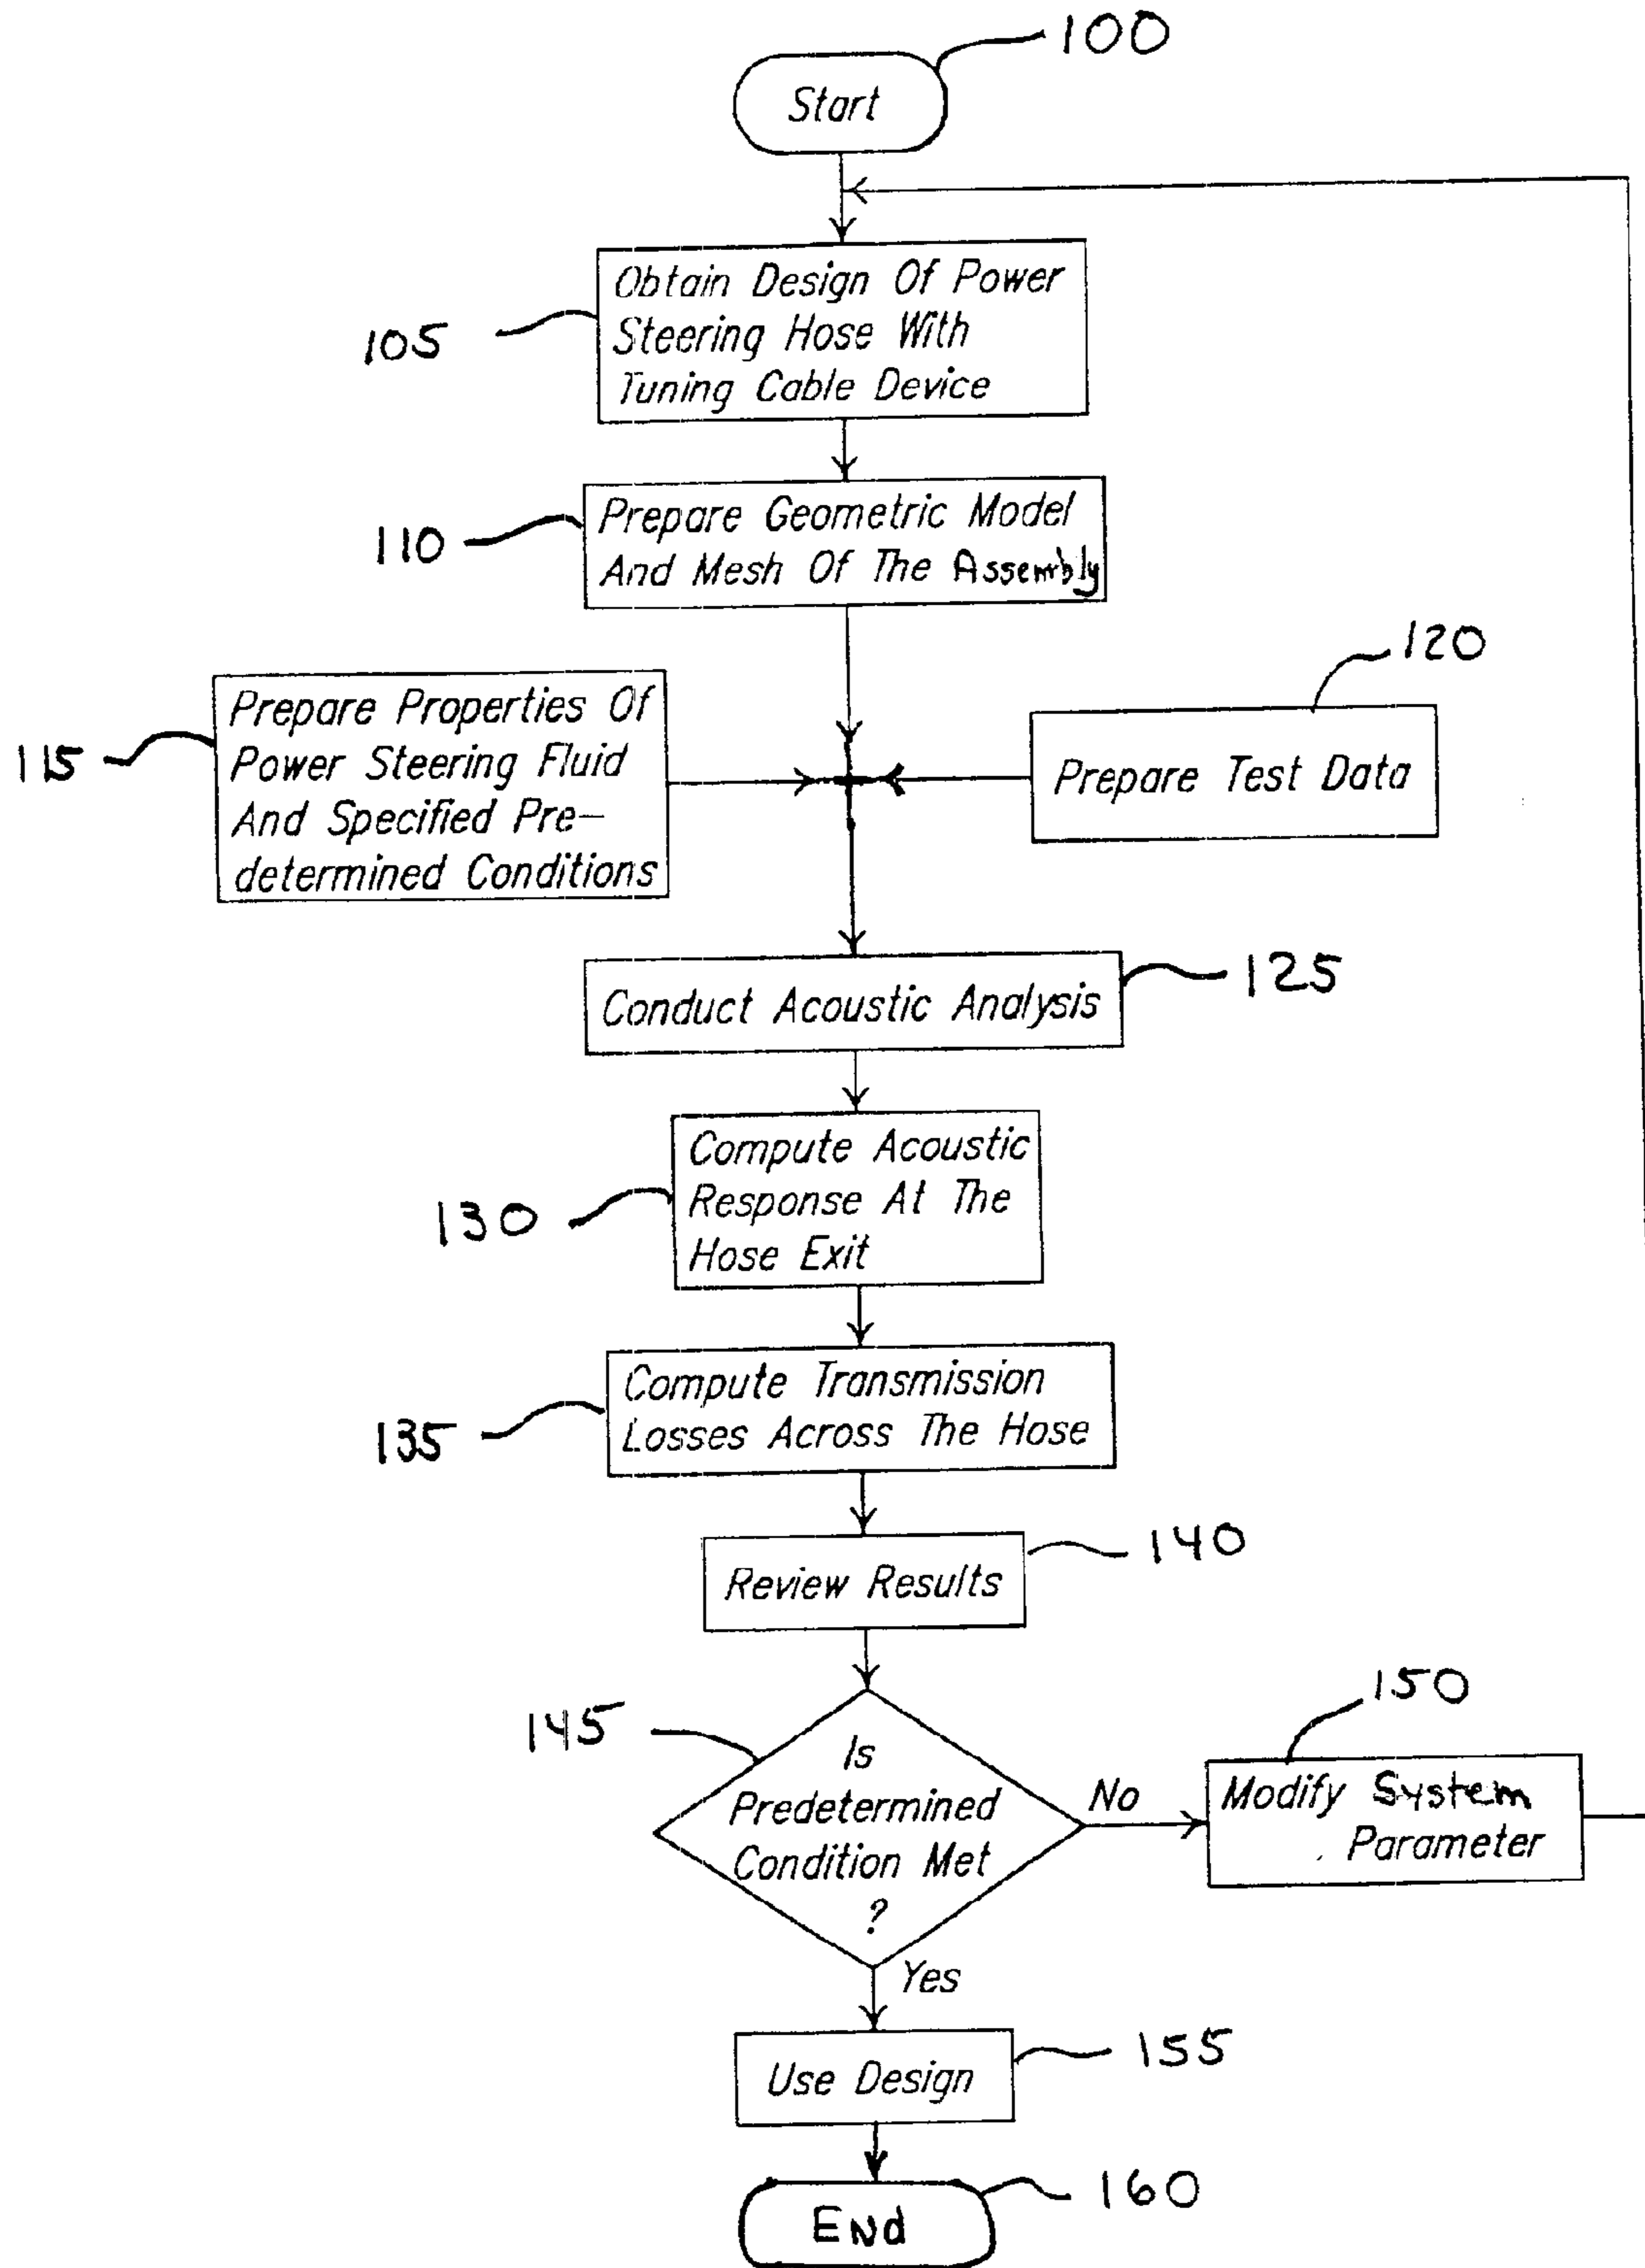 100
Start
105
Obtain Design Of Power
Steering Hose With
Tuning Cable Device
110
Prepare Geometric Model
And Mesh Of The Assembly
115
Prepare Properties Of
Power Steering Fluid
And Specified Pre-
determined Conditions
120
Prepare Test Data
Conduct Acoustic Analysis
125
130
Compute Acoustic
Response At The
Hose Exit
135
Compute Transmission
Losses Across The Hose
140
Review Results
145
Is
Predetermined
Condition Met
?
No
150
Modify System
Parameter
Yes
Use Design
155
End
160